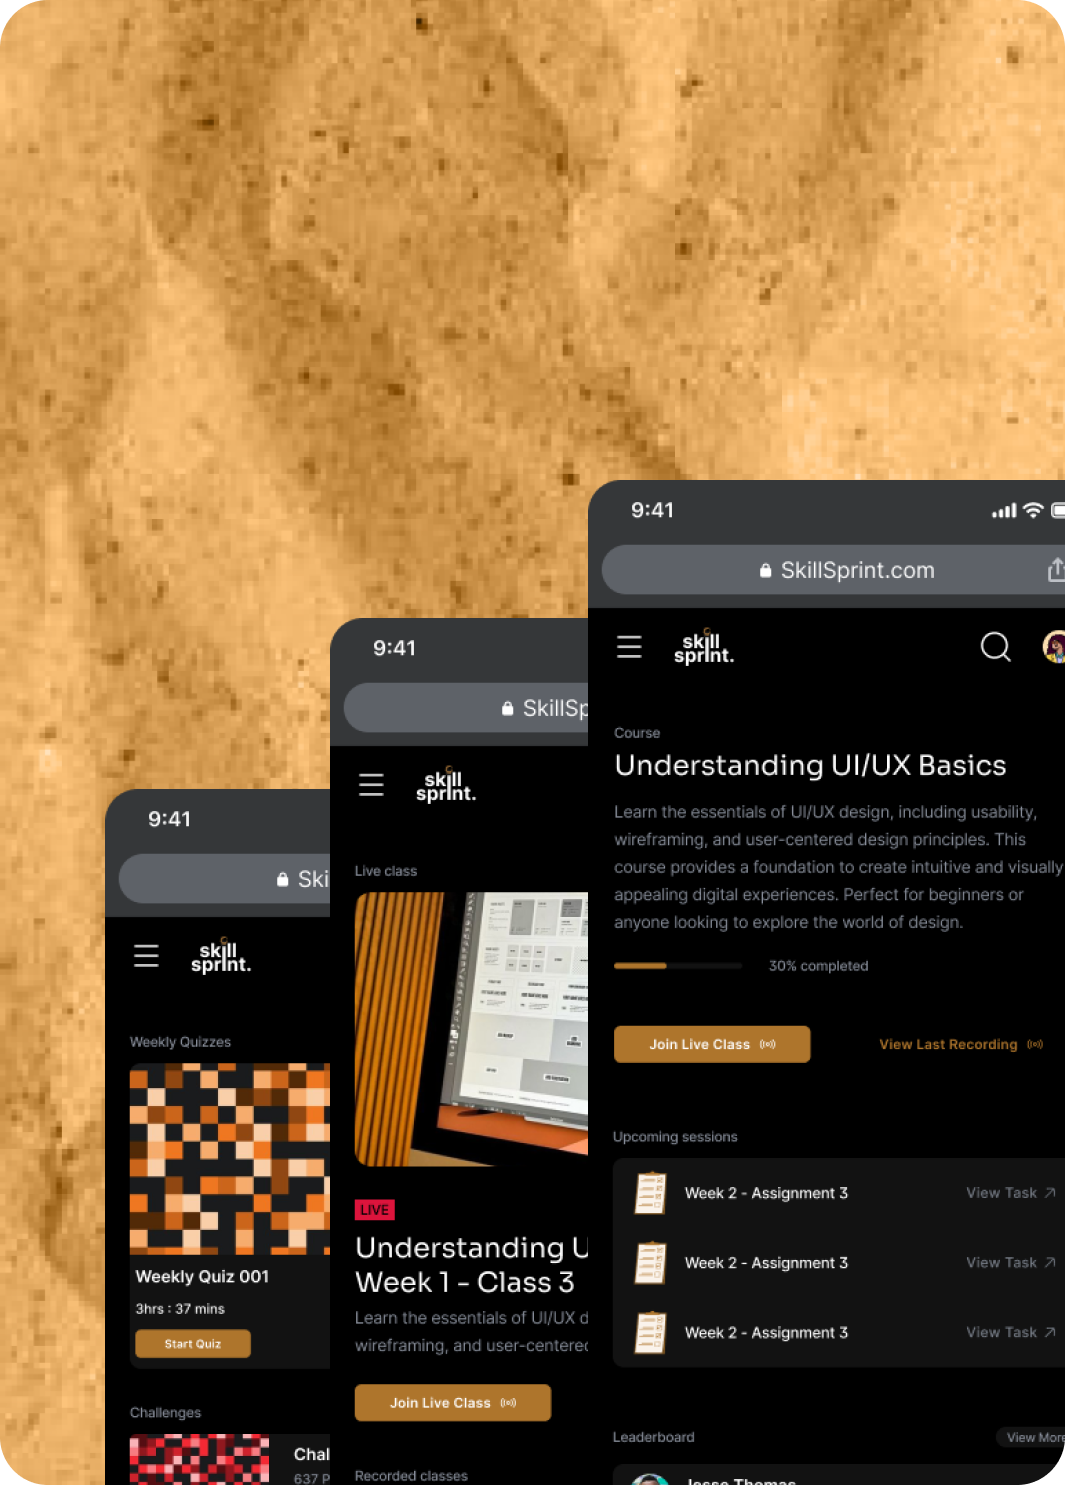 9:41
SkillSprint.com
skill
sprint.
Course
Understanding UI/UX Basics
Learn the essentials of UI/UX design, including usability,
wireframing, and user-centered design principles. This
course provides a foundation to create intuitive and visually
appealing digital experiences. Perfect for beginners or
anyone looking to explore the world of design.
30% completed
Join Live Class
View Last Recording
Upcoming sessions
Week 2 - Assignment 3
View Task
Week 2 - Assignment 3
View Task
Week 2 - Assignment 3
View Task
Leaderboard
View More
Jesse Thomas
9:41
SkillSp
skill
sprint.
Live class
LIVE
Understanding U
Week 1 - Class 3
Learn the essentials of UI/UX d
wireframing, and user-centered
Join Live Class
Recorded classes
9:41
Ski
skill
sprint.
Weekly Quizzes
Weekly Quiz 001
3hrs : 37 mins
Start Quiz
Challenges
Chal
637 P